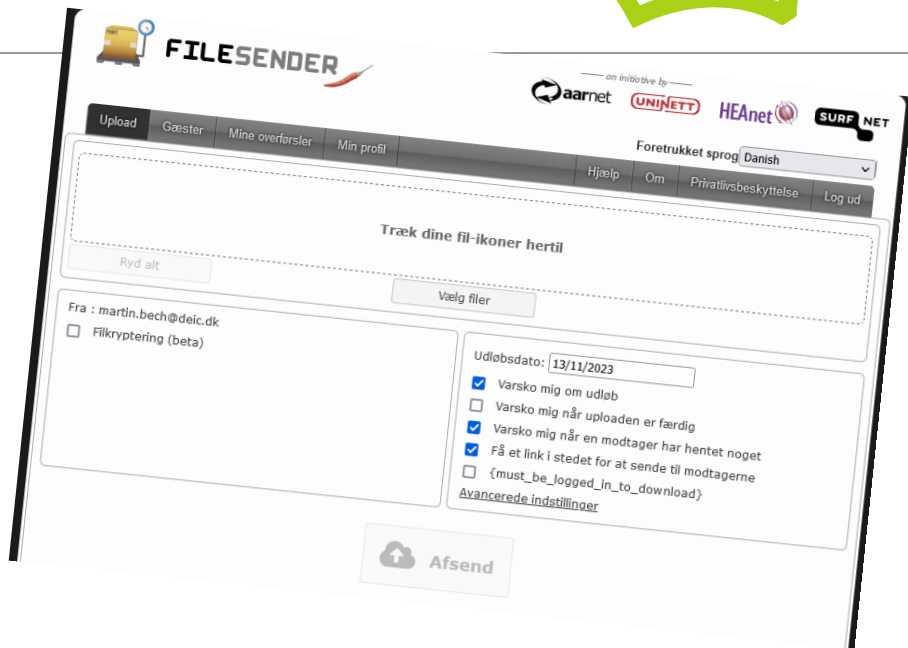 FILESENDER
an initiative by
aarnet
UNINETT
HEAnet
SURF NET
Foretrukket sprog Danish
Upload Gæster Mine overførsler Min profil Hjælp Om Privatlivsbeskyttelse Log ud
Træk dine fil-ikoner hertil
Ryd alt
Vælg filer
Fra : martin.bech@deic.dk
Filkryptering (beta)
Udløbsdato: 13/11/2023
Varsko mig om udløb
Varsko mig når uploaden er færdig
Varsko mig når en modtager har hentet noget
Få et link i stedet for at sende til modtagerne
{must_be_logged_in_to_download}
Avancerede indstillinger
Afsend